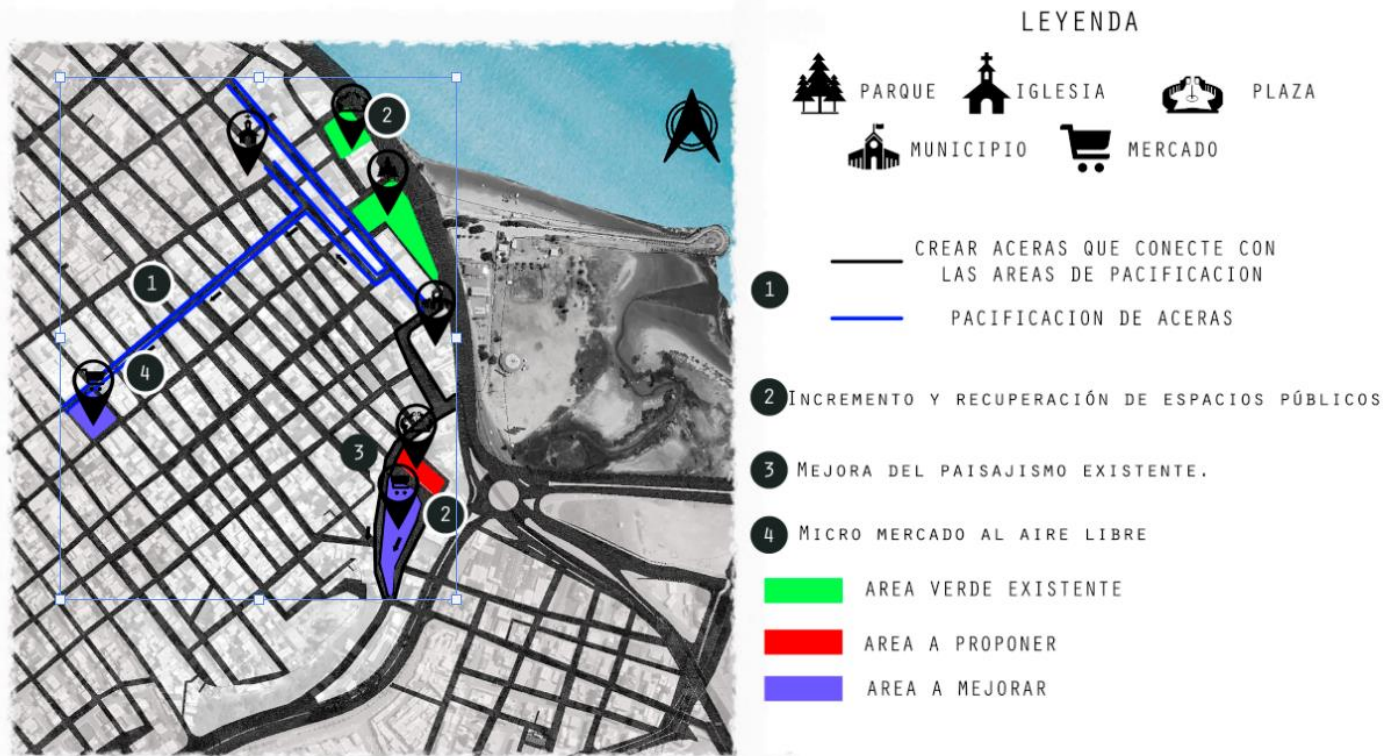 LEYENDA
PARQUE IGLESIA PLAZA
MUNICIPIO MERCADO
1
CREAR ACERAS QUE CONECTE CON
LAS AREAS DE PACIFICACION
PACIFICACION DE ACERAS
2 INCREMENTO Y RECUPERACIÓN DE ESPACIOS PÚBLICOS
3 MEJORA DEL PAISAJISMO EXISTENTE.
4 MICRO MERCADO AL AIRE LIBRE
AREA VERDE EXISTENTE
AREA A PROPONER
AREA A MEJORAR
2
1
4
3
2